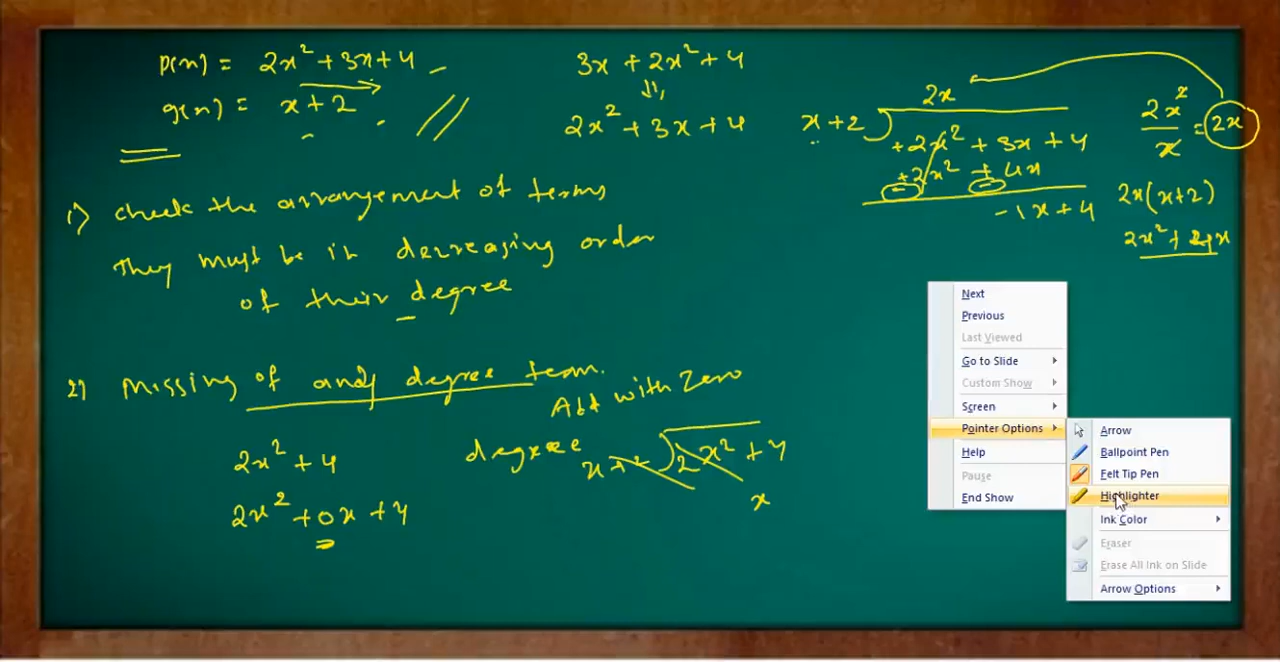 p(n) = 2x² + 3x + 4
g(n) = x + 2
3x + 2x² + 4
2x² + 3x + 4
2x
x + 2 ) +2x² + 3x + 4
+2x² + 4x
- -
-1x + 4
2x²/x = 2x
2x(x+2)
2x² + 4x
1) check the arrangement of terms
They must be in decreasing order
of their degree
2) Missing of andy degree team.
Add with Zero
2x² + 4
2x² + 0x + 4
degree
x+2 ) 2x² + 4
x
Next
Previous
Last Viewed
Go to Slide
Custom Show
Screen
Pointer Options
Help
Pause
End Show
Arrow
Ballpoint Pen
Felt Tip Pen
Highlighter
Ink Color
Eraser
Erase All Ink on Slide
Arrow Options